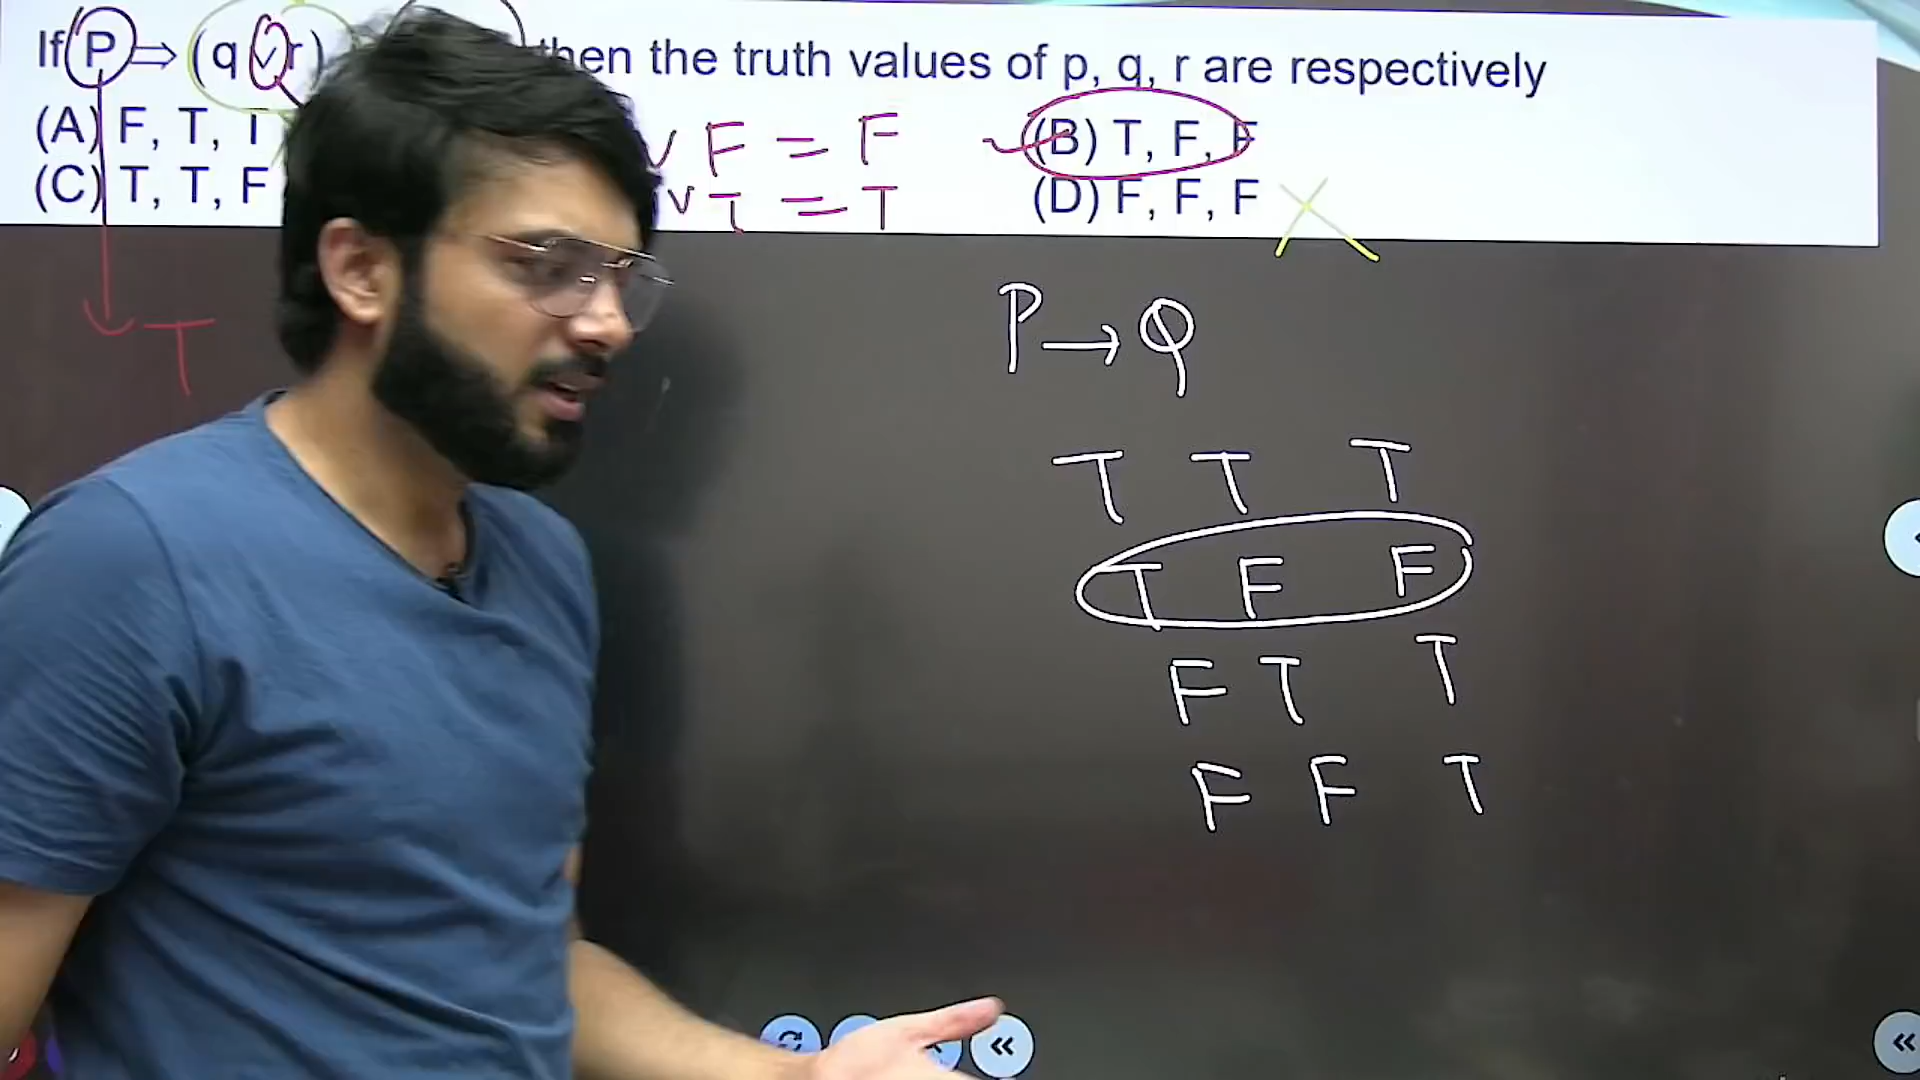 If P ⇒ (q ∨ r) then the truth values of p, q, r are respectively
(A) F, T, T ∨ F = F (B) T, F, F
(C) T, T, F ∨ T = T (D) F, F, F
T
P → Q
T T T
T F F
F T T
F F T